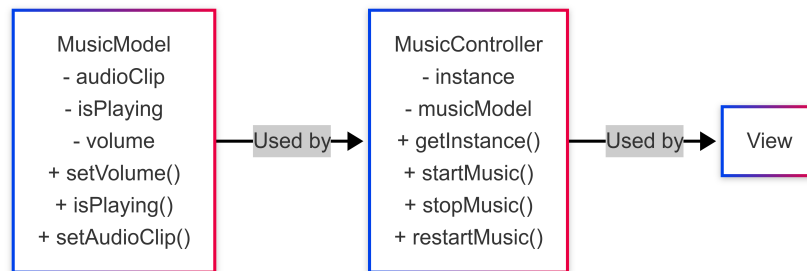 MusicModel
- audioClip
- isPlaying
- volume
+ setVolume()
+ isPlaying()
+ setAudioClip()
Used by
MusicController
- instance
- musicModel
+ getInstance()
+ startMusic()
+ stopMusic()
+ restartMusic()
Used by
View